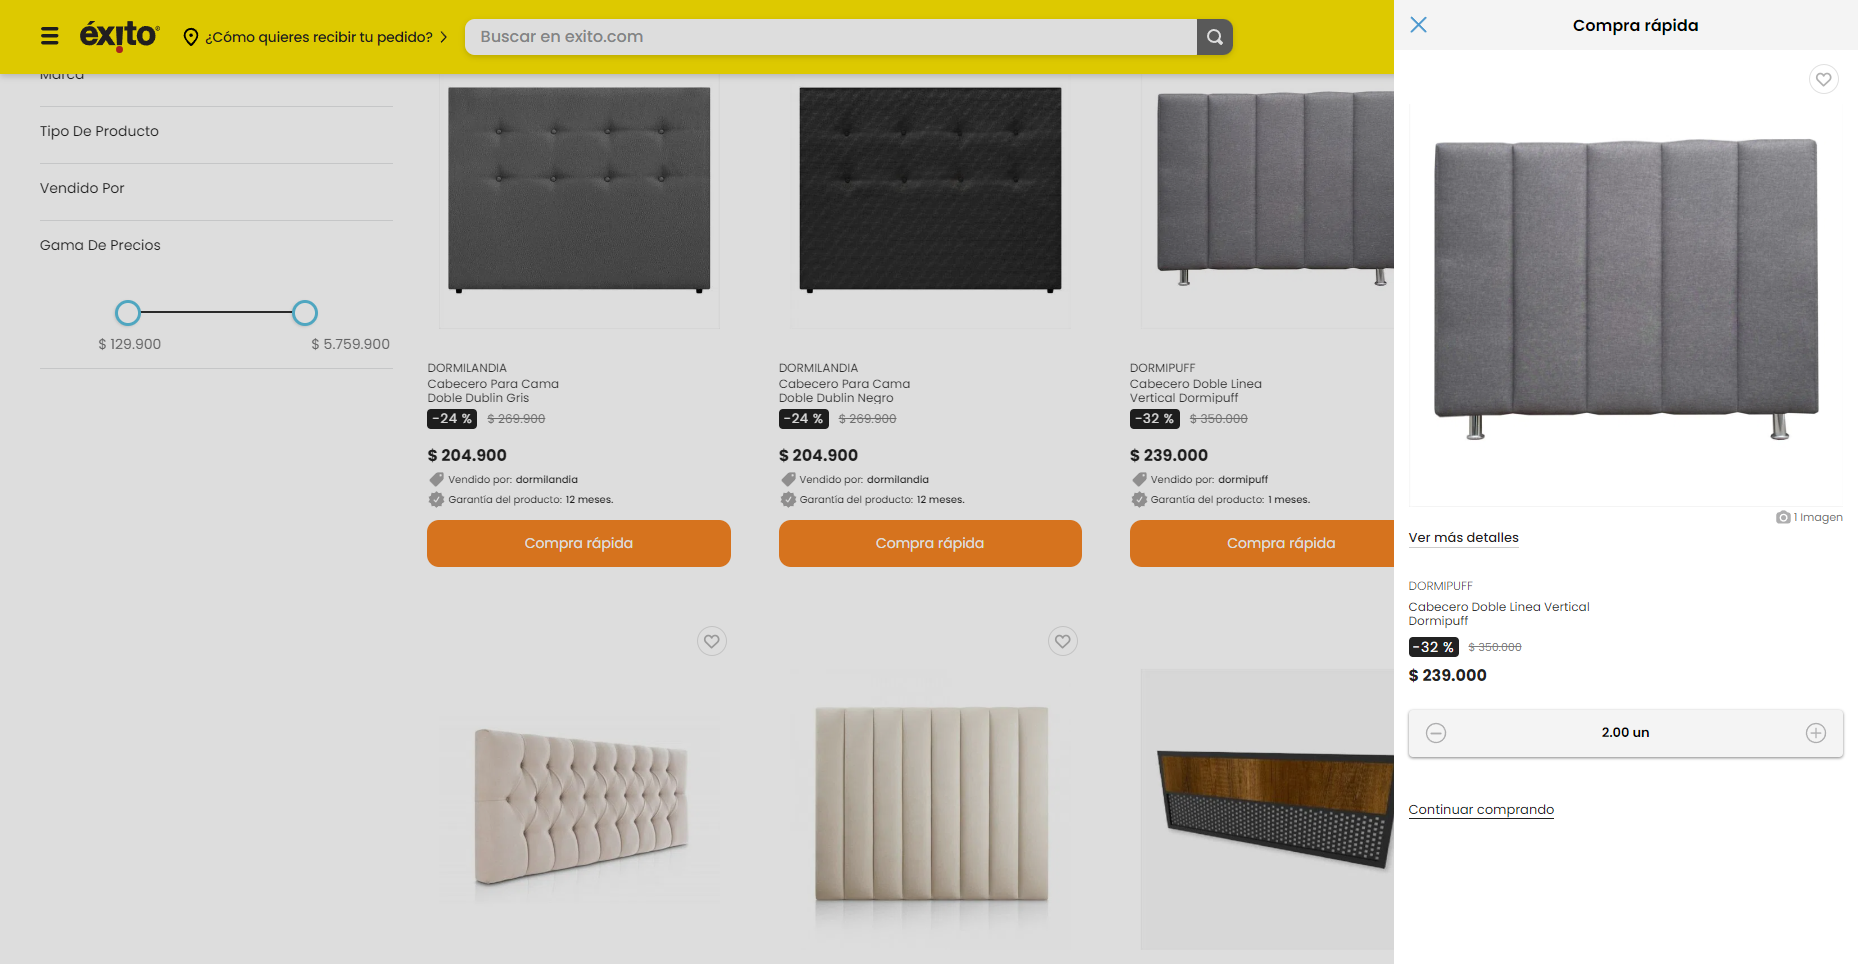 éxito
¿Cómo quieres recibir tu pedido?
Buscar en exito.com
Marca
Tipo De Producto
Vendido Por
Gama De Precios
$ 129.900
$ 5.759.900
DORMILANDIA
Cabecero Para Cama
Doble Dublin Gris
-24 % $ 269.900
$ 204.900
Vendido por: dormilandia
Garantía del producto: 12 meses.
Compra rápida
DORMILANDIA
Cabecero Para Cama
Doble Dublin Negro
-24 % $ 269.900
$ 204.900
Vendido por: dormilandia
Garantía del producto: 12 meses.
Compra rápida
DORMIPUFF
Cabecero Doble Linea
Vertical Dormipuff
-32 % $ 350.000
$ 239.000
Vendido por: dormipuff
Garantía del producto: 1 meses.
Compra rápida
Compra rápida
1 Imagen
Ver más detalles
DORMIPUFF
Cabecero Doble Linea Vertical
Dormipuff
-32 % $ 350.000
$ 239.000
2.00 un
Continuar comprando